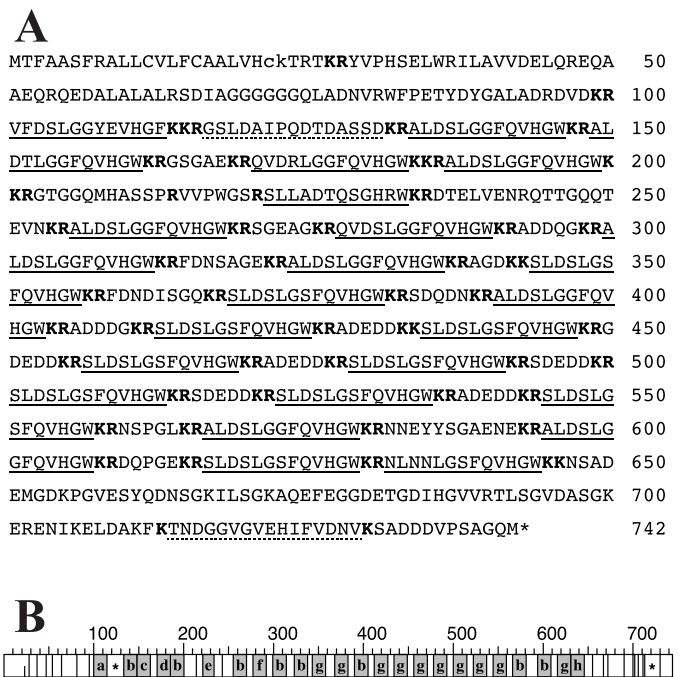 A
MTFAASFRALLCVLFCAALVHckTRTKRYVPHSELWRILAVVDELQREQA 50
AEQRQEDALALALRSDIAGGGGGGQLADNVRWFPETYDYGALADRDVDKR 100
VFDSLGGYEVHGFKKRGSLDAIPQDTDASSDKRALDSLGGFQVHGWKRAL 150
DTLGGFQVHGWKRGSGAEKRQVDRLGGFQVHGWKKRALDSLGGFQVHGWK 200
KRGTGGQMHASSPRVVPWGSRSLLADTQSGHRWKRDTELVENRQTTGQQT 250
EVNKRALDSLGGFQVHGWKRSGEAGKRQVDSLGGFQVHGWKRADDQGKRA 300
LDSLGGFQVHGWKRFDNSAGEKRALDSLGGFQVHGWKRAGDKKSLDSLGS 350
FQVHGWKRFDNDISGQKRSLDSLGSFQVHGWKRSDQDNKRALDSLGGFQV 400
HGWKRADDDGKRSLDSLGSFQVHGWKRADEDDKKSLDSLGSFQVHGWKRG 450
DEDDKRSLDSLGSFQVHGWKRADEDDKRSLDSLGSFQVHGWKRSDEDDKR 500
SLDSLGSFQVHGWKRSDEDDKRSLDSLGSFQVHGWKRADEDDKRSLDSLG 550
SFQVHGWKRNSPGLKRALDSLGGFQVHGWKRNNEYYSGAENEKRALDSLG 600
GFQVHGWKRDQPGEKRSLDSLGSFQVHGWKRNLNNLGSFQVHGWKKNSAD 650
EMGDKPGVESYQDNSGKILSGKAQEFEGGDETGDIHGVVRTLSGVDASGK 700
ERENIKELDAKFKTNDGGVGVEHIFVDNVKSADDDVPSAGQM* 742
B
100 200 300 400 500 600 700
a * b c d b e b f b b g g b g g g g g g b b g h *